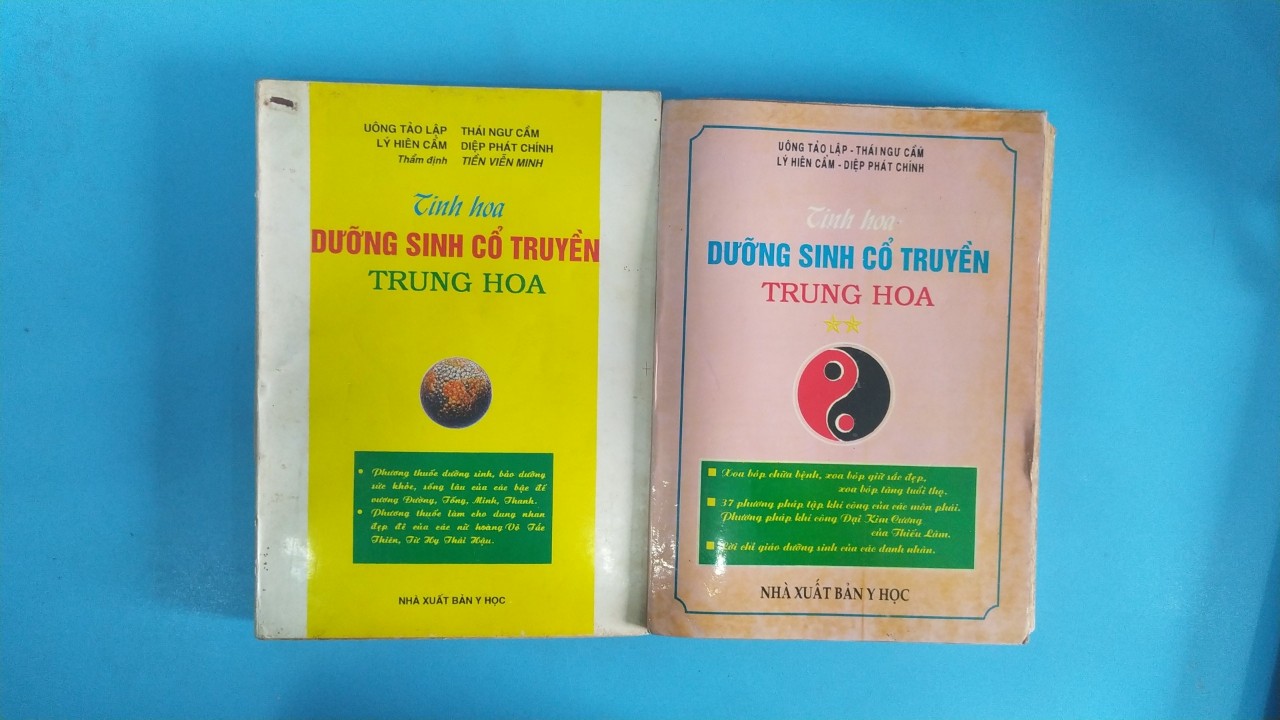 UÔNG TẢO LẬP THÁI NGƯ CẦM
LÝ HIÊN CẦM DIỆP PHÁT CHỈNH
Thẩm định TIỀN VIỄN MINH
Tinh hoa
DƯỠNG SINH CỔ TRUYỀN
TRUNG HOA
• Phương thuốc dưỡng sinh, bảo dưỡng
sức khỏe, sống lâu của các bậc đế
vương Đường, Tống, Minh, Thanh.
• Phương thuốc làm cho dung nhan
đẹp đẽ của các nữ hoàng Võ Tắc
Thiên, Từ Hy Thái Hậu.
NHÀ XUẤT BẢN Y HỌC
UÔNG TẢO LẬP - THÁI NGƯ CẦM
LÝ HIÊN CẦM - DIỆP PHÁT CHỈNH
Tinh hoa
DƯỠNG SINH CỔ TRUYỀN
TRUNG HOA
Xoa bóp chữa bệnh, xoa bóp giữ sắc đẹp,
xoa bóp tăng tuổi thọ.
37 phương pháp tập khí công của các môn phái.
Phương pháp khí công Đại Kim Cương
của Thiếu Lâm.
Lời chỉ giáo dưỡng sinh của các danh nhân.
NHÀ XUẤT BẢN Y HỌC